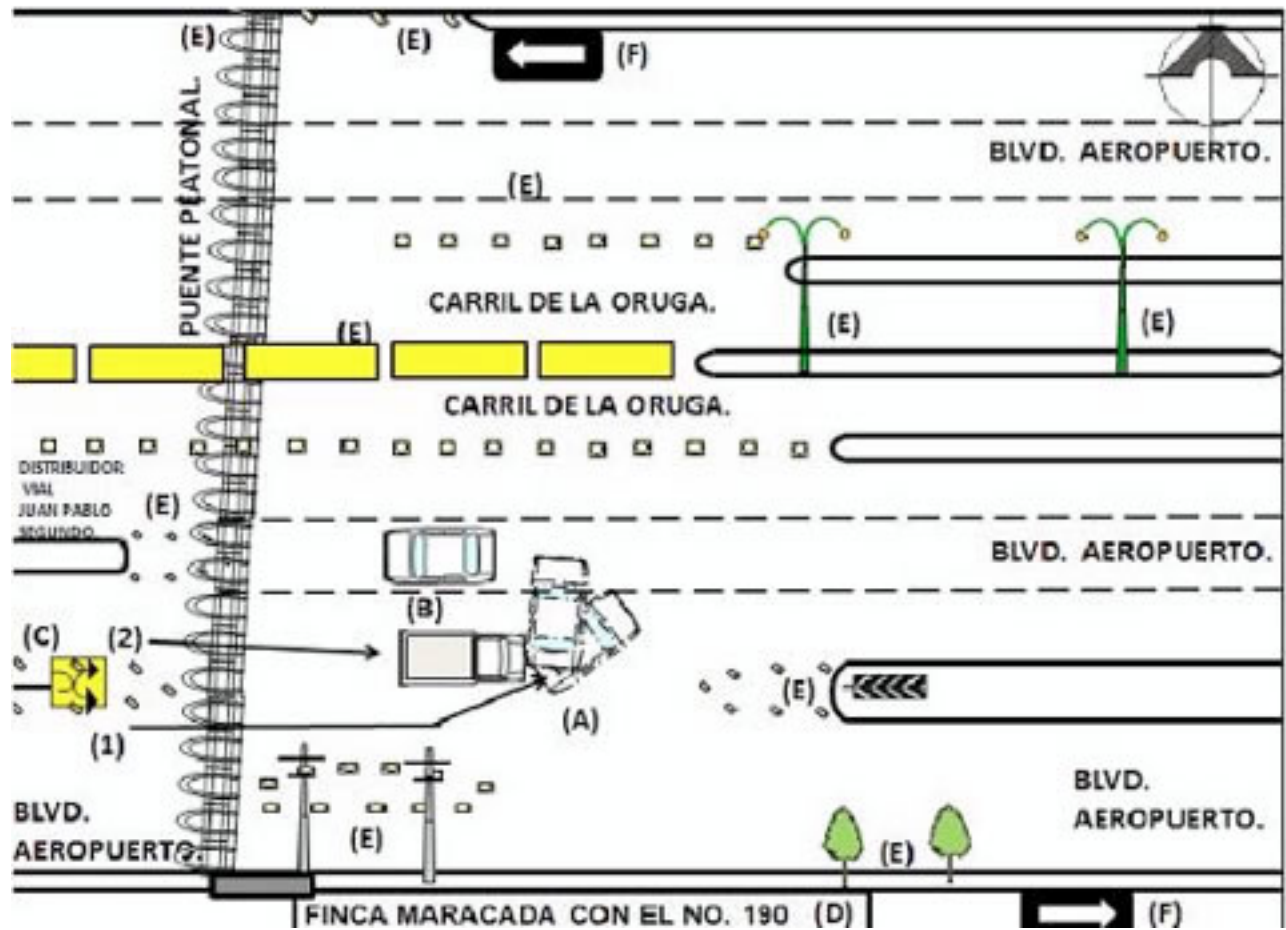 (E)
(E)
(F)
PUENTE PEATONAL.
BLVD. AEROPUERTO.
(E)
CARRIL DE LA ORUGA.
(E)
(E)
(E)
CARRIL DE LA ORUGA.
DISTRIBUIDOR
VIAL
JUAN PABLO
SEGUNDO.
(E)
BLVD. AEROPUERTO.
(B)
(C)
(2)
(E)
(A)
(1)
BLVD.
AEROPUERTO.
BLVD.
AEROPUERTO.
(E)
(E)
FINCA MARACADA CON EL NO. 190 (D)
(F)